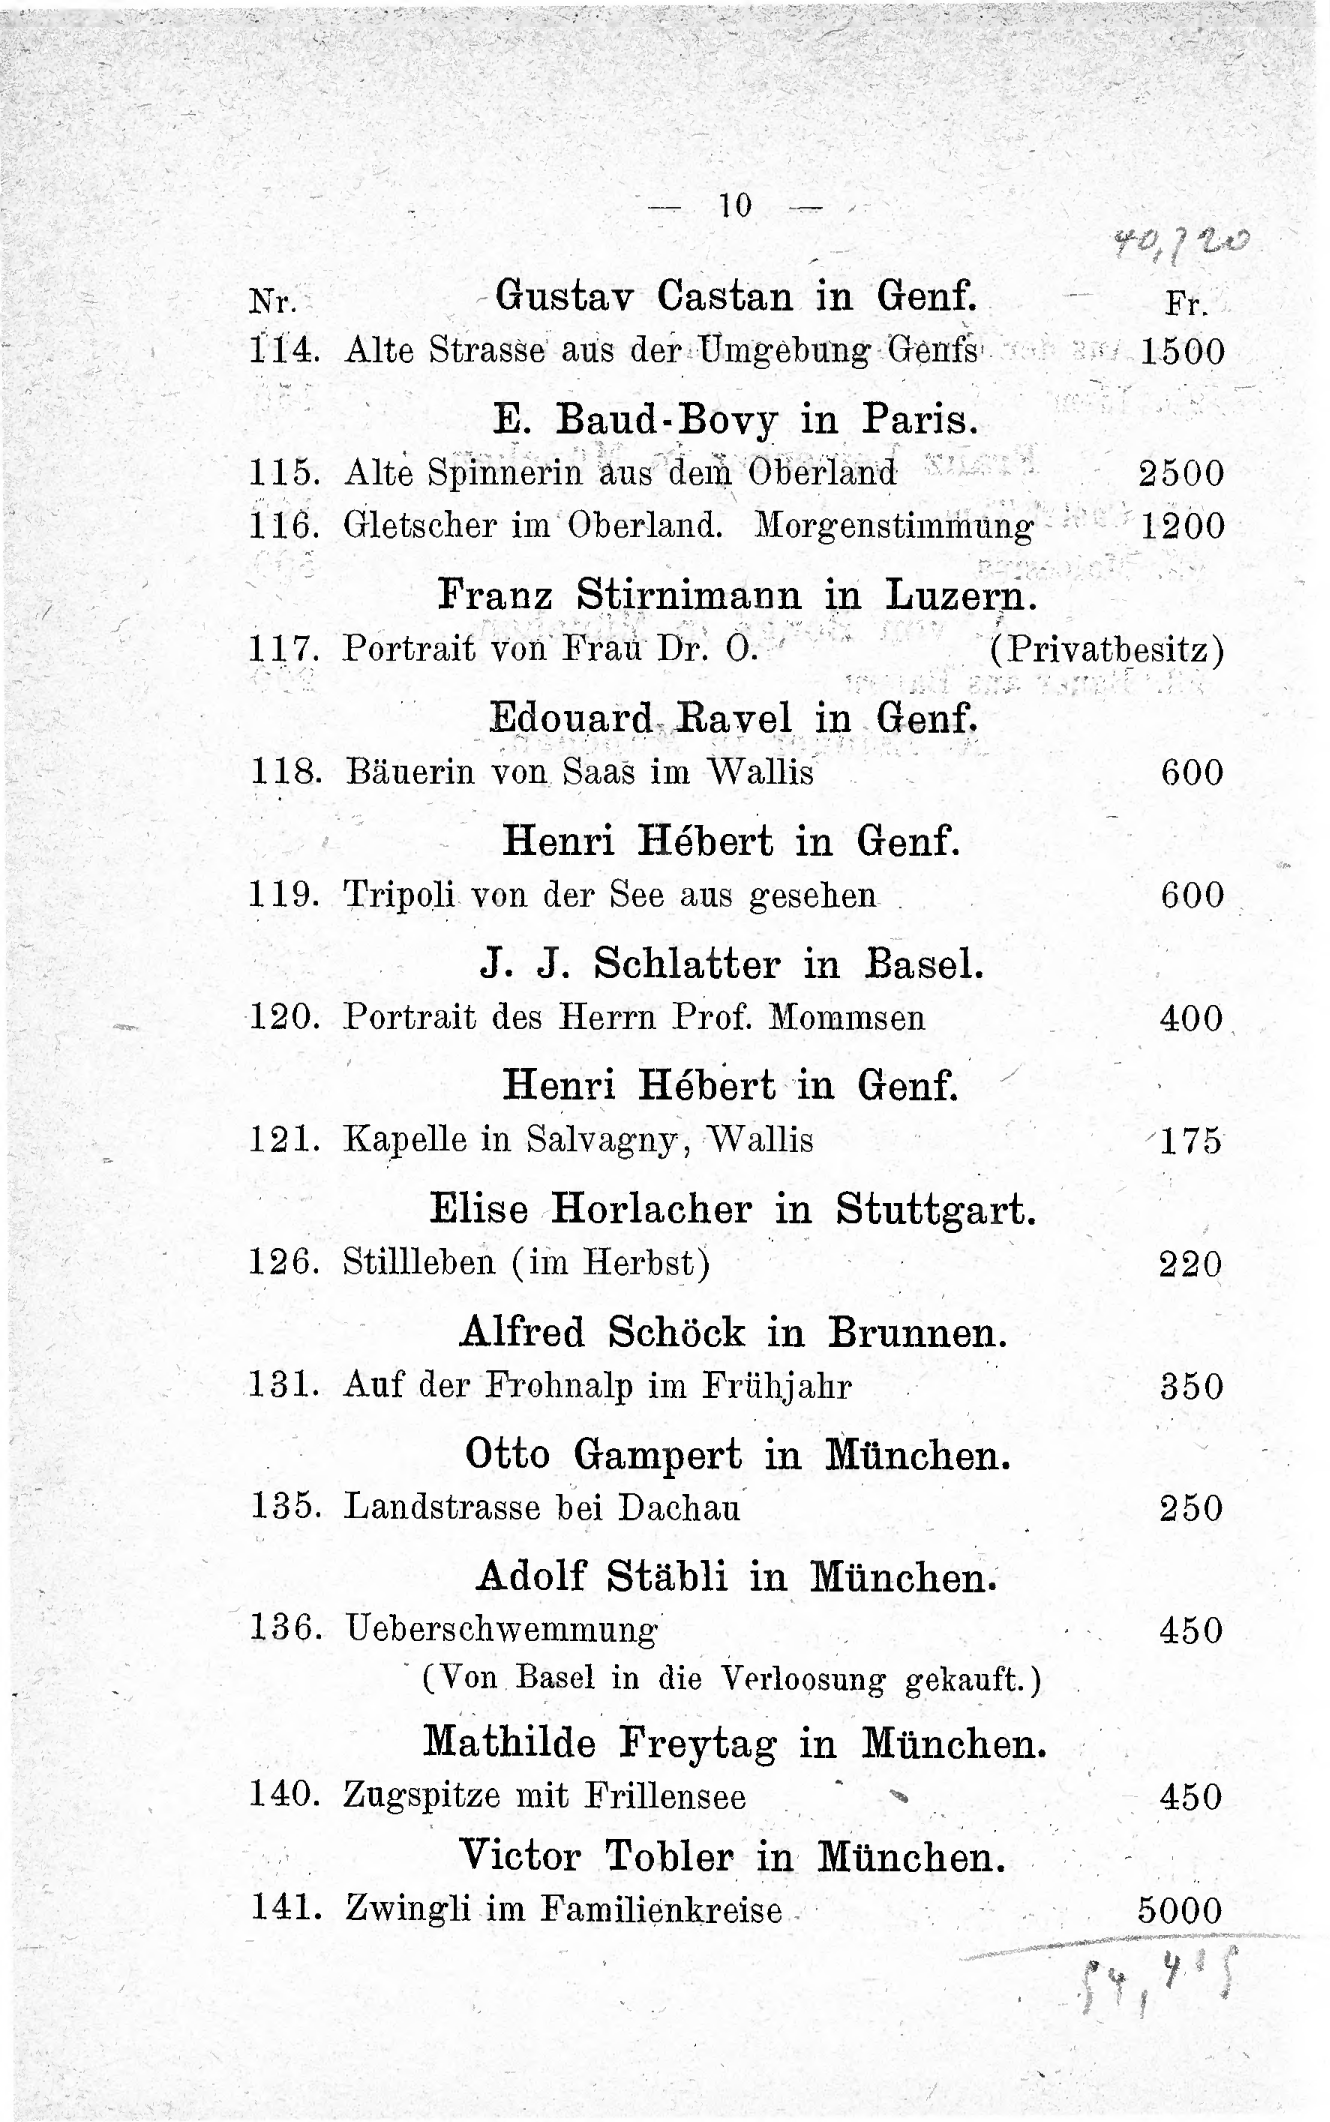 — 10 —
40,720
Nr. Gustav Castan in Genf. Fr.
114. Alte Strasse aus der Umgebung Genfs 1500
E. Baud-Bovy in Paris.
115. Alte Spinnerin aus dem Oberland 2500
116. Gletscher im Oberland. Morgenstimmung 1200
Franz Stirnimann in Luzern.
117. Portrait von Frau Dr. O. (Privatbesitz)
Edouard Ravel in Genf.
118. Bäuerin von Saas im Wallis 600
Henri Hébert in Genf.
119. Tripoli von der See aus gesehen 600
J. J. Schlatter in Basel.
120. Portrait des Herrn Prof. Mommsen 400
Henri Hébert in Genf.
121. Kapelle in Salvagny, Wallis 175
Elise Horlacher in Stuttgart.
126. Stillleben (im Herbst) 220
Alfred Schöck in Brunnen.
131. Auf der Frohnalp im Frühjahr 350
Otto Gampert in München.
135. Landstrasse bei Dachau 250
Adolf Stäbli in München.
136. Ueberschwemmung 450
(Von Basel in die Verloosung gekauft.)
Mathilde Freytag in München.
140. Zugspitze mit Frillensee 450
Victor Tobler in München.
141. Zwingli im Familienkreise 5000
54,415